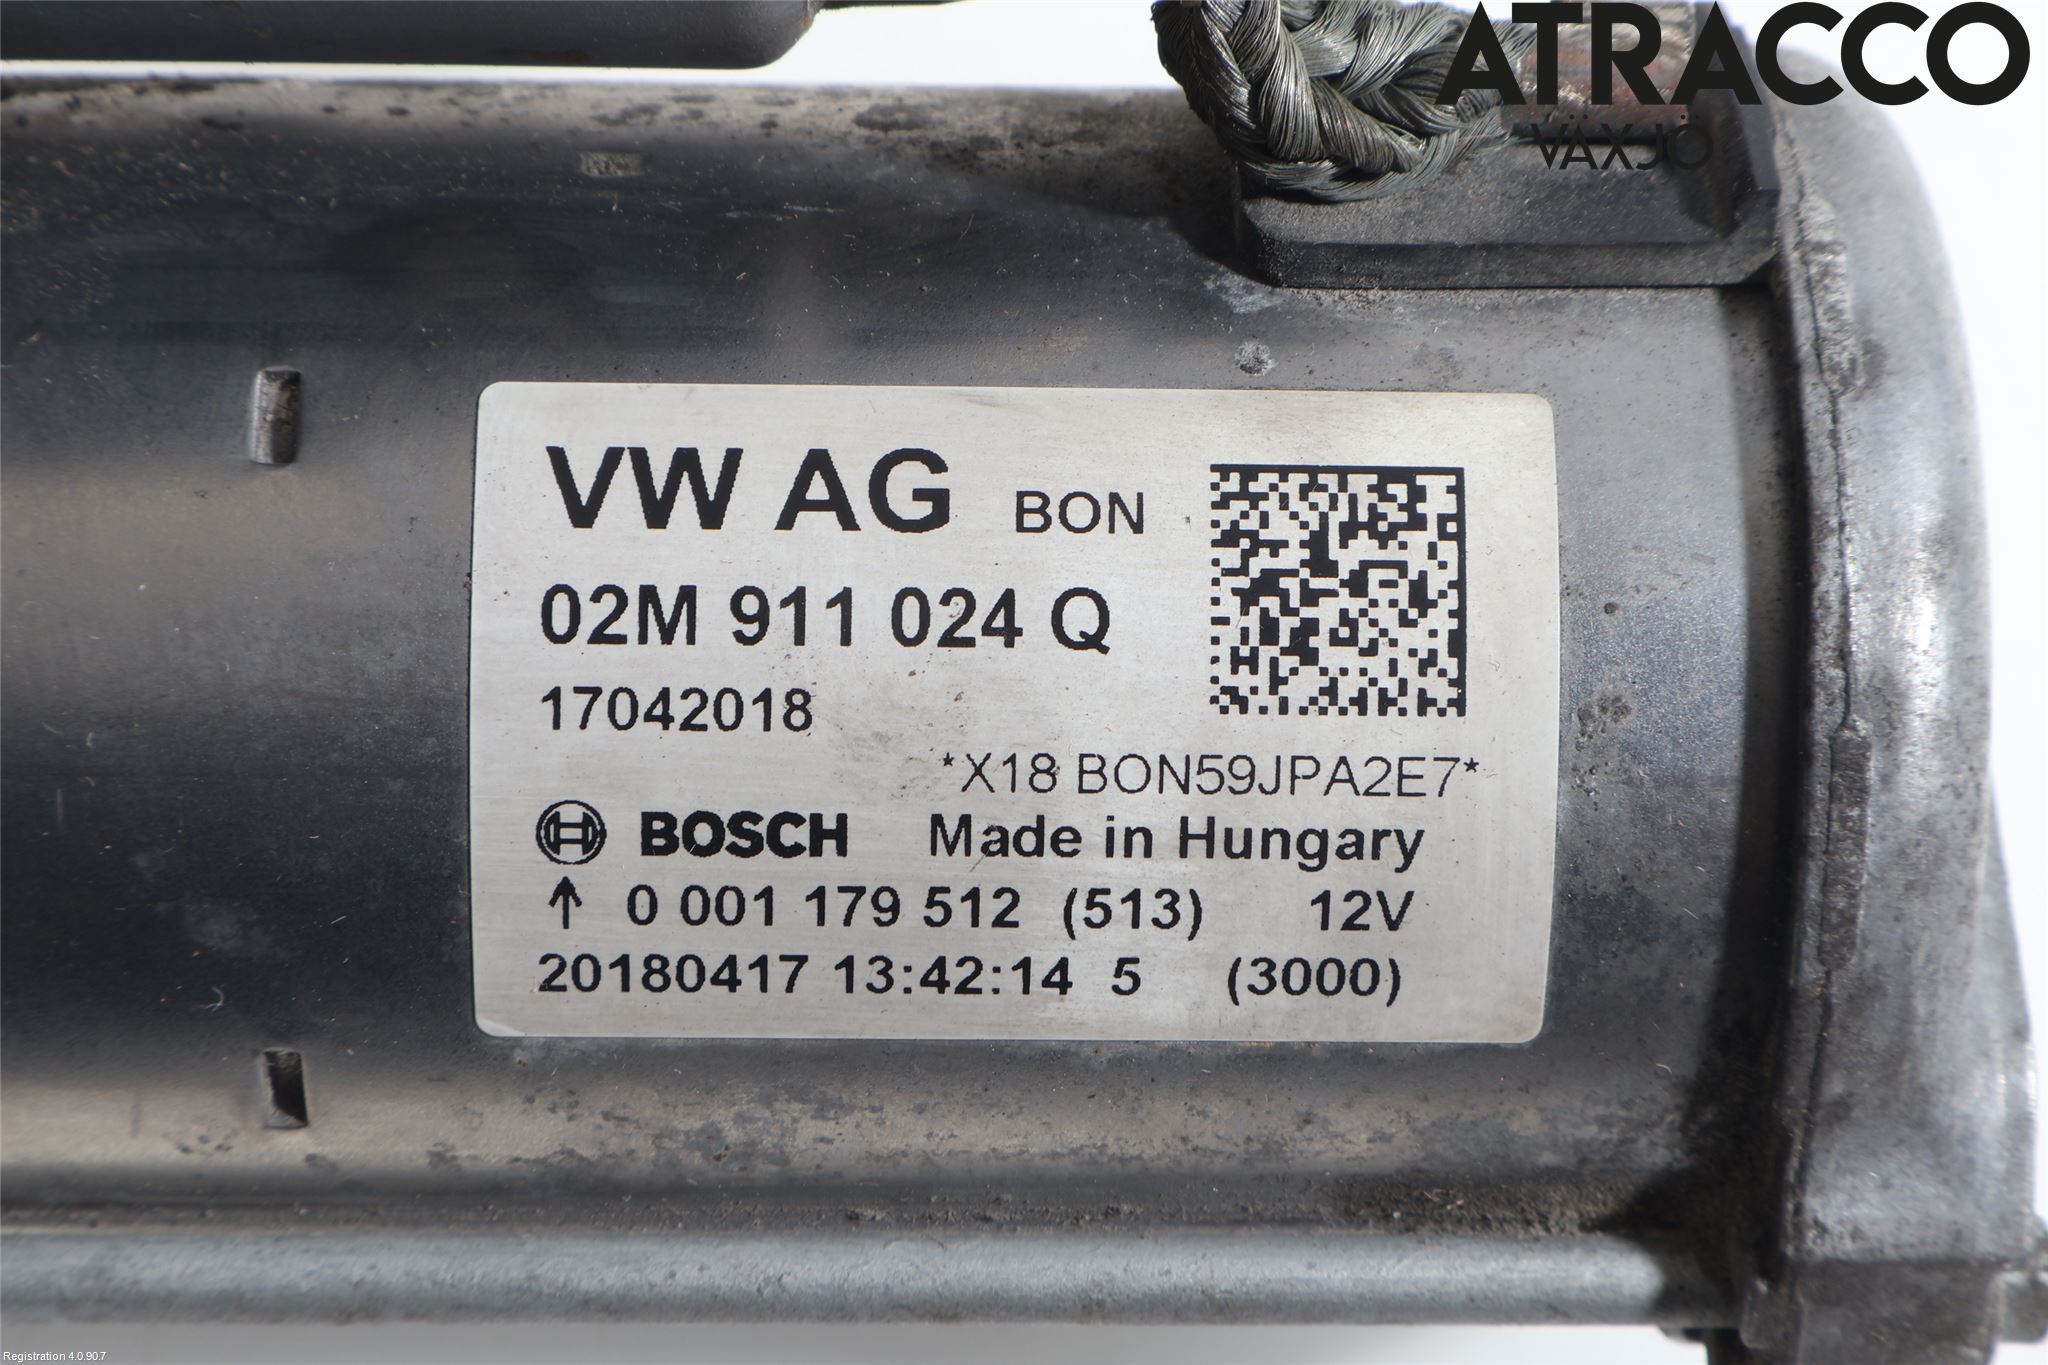 ATRACCO
VÄXJÖ
VW AG BON
02M 911 024 Q
17042018
*X18 BON59JPA2E7*
BOSCH Made in Hungary
↑ 0 001 179 512 (513) 12V
20180417 13:42:14 5 (3000)
Registration 4.0.90.7